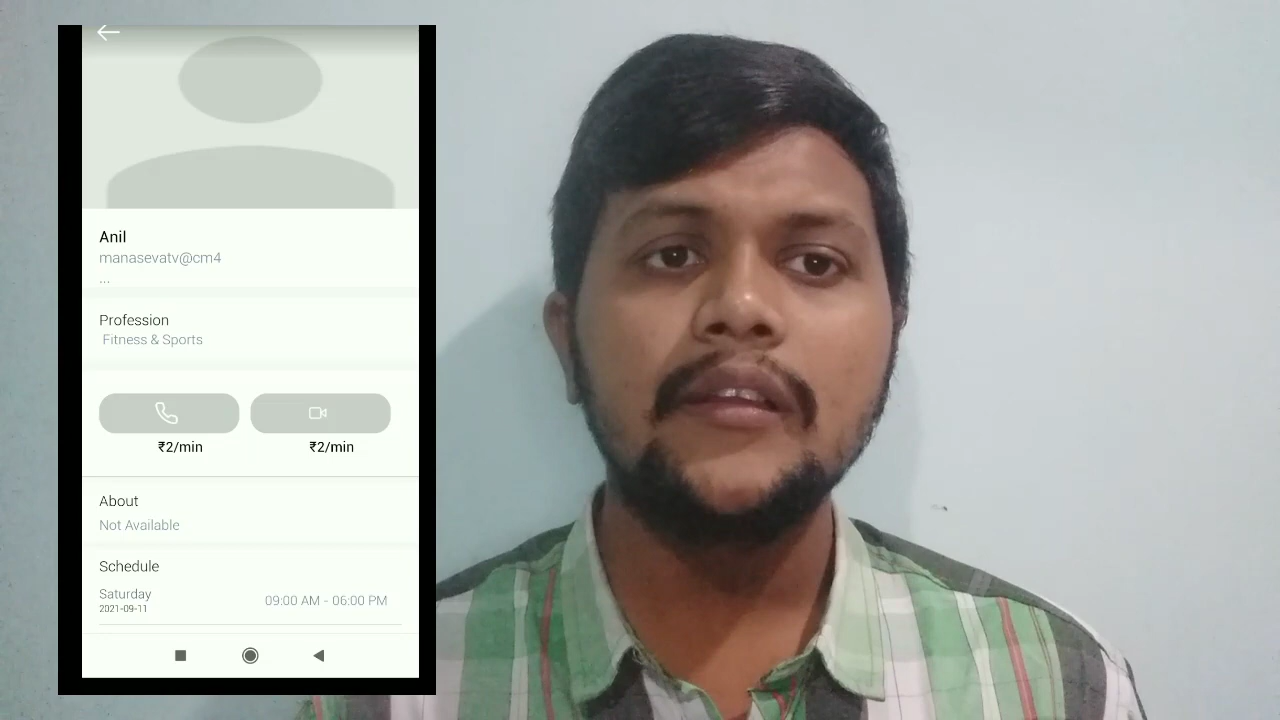 Anil
manasevatv@cm4
...
Profession
Fitness & Sports
₹2/min ₹2/min
About
Not Available
Schedule
Saturday
2021-09-11
09:00 AM - 06:00 PM